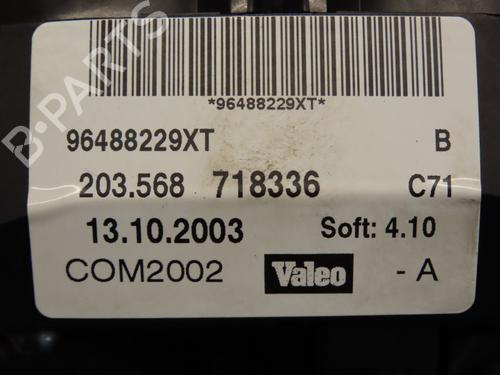 *96488229XT*
96488229XT B
203.568 718336 C71
13.10.2003 Soft: 4.10
COM2002 Valeo - A
B-PARTS